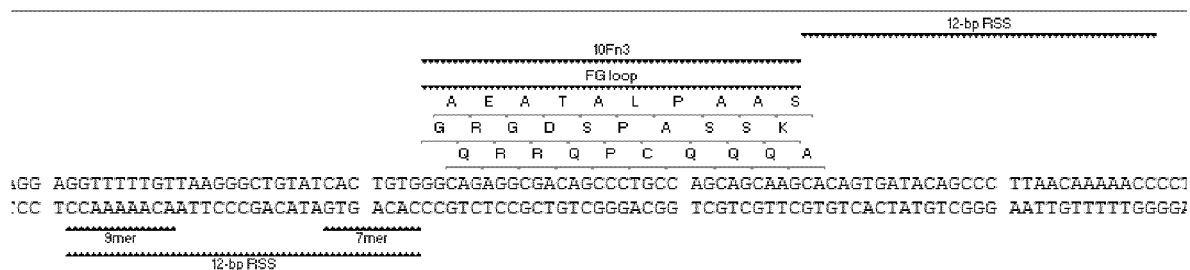 12-bp RSS
10Fn3
FG loop
A E A T A L P A A S
G R G D S P A S S K
Q R R Q P C Q Q Q A
AGG AGGTTTTTGTTAAGGGCTGTATCAC TGTGGGCAGAGGCGACAGCCCTGCC AGCAGCAAGCACAGTGATACAGCCC TTAACAAAAACCCCT
TCC TCCAAAAACAATTCCCGACATAGTG ACACCCGTCTCCGCTGTCGGGACGG TCGTCGTTCGTGTCACTATGTCGGG AATTGTTTTTGGGGA
9mer 7mer
12-bp RSS